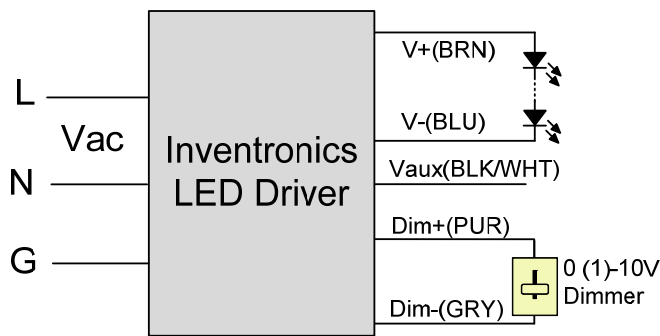 L
Vac
N
G
Inventronics
LED Driver
V+(BRN)
V-(BLU)
Vaux(BLK/WHT)
Dim+(PUR)
Dim-(GRY)
0 (1)-10V
Dimmer